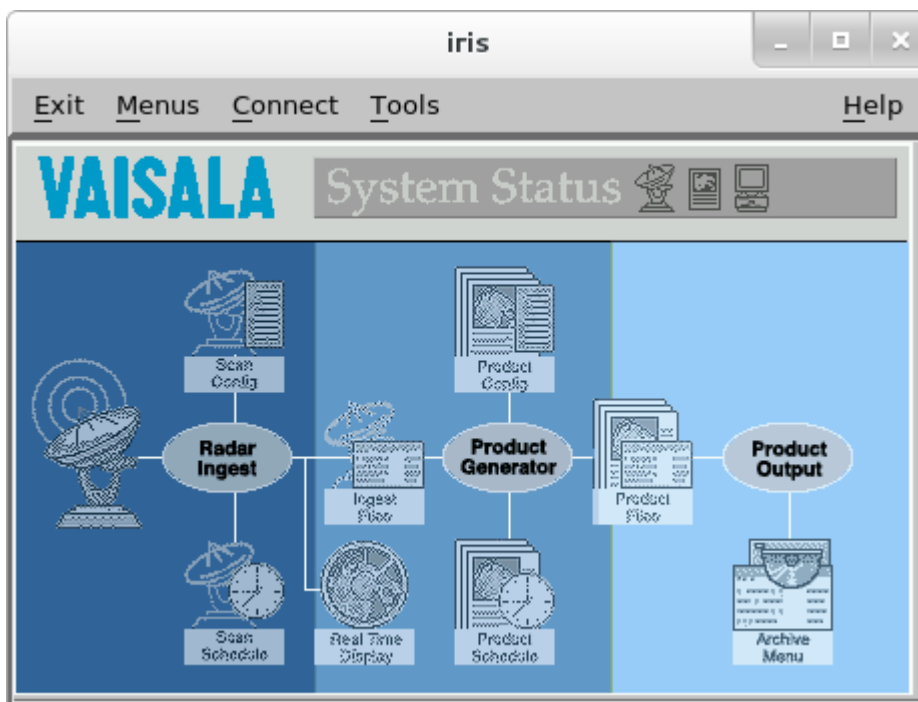 iris
Exit Menus Connect Tools Help
VAISALA System Status
Scan
Config
Product
Config
Radar
Ingest
Product
Generator
Product
Output
Ingest
Files
Product
Files
Scan
Schedule
Real Time
Display
Product
Schedule
Archive
Menu